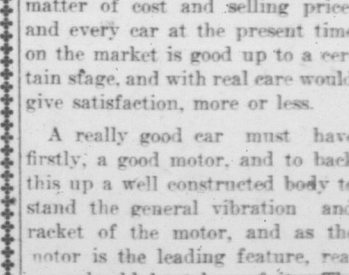 matter of cost and selling price
and every car at the present time
on the market is good up to a cer
tain stage, and with real care would
give satisfaction, more or less.
A really good car must have
firstly, a good motor, and to back
this up a well constructed body to
stand the general vibration and
racket of the motor, and as the
motor is the leading feature, rea